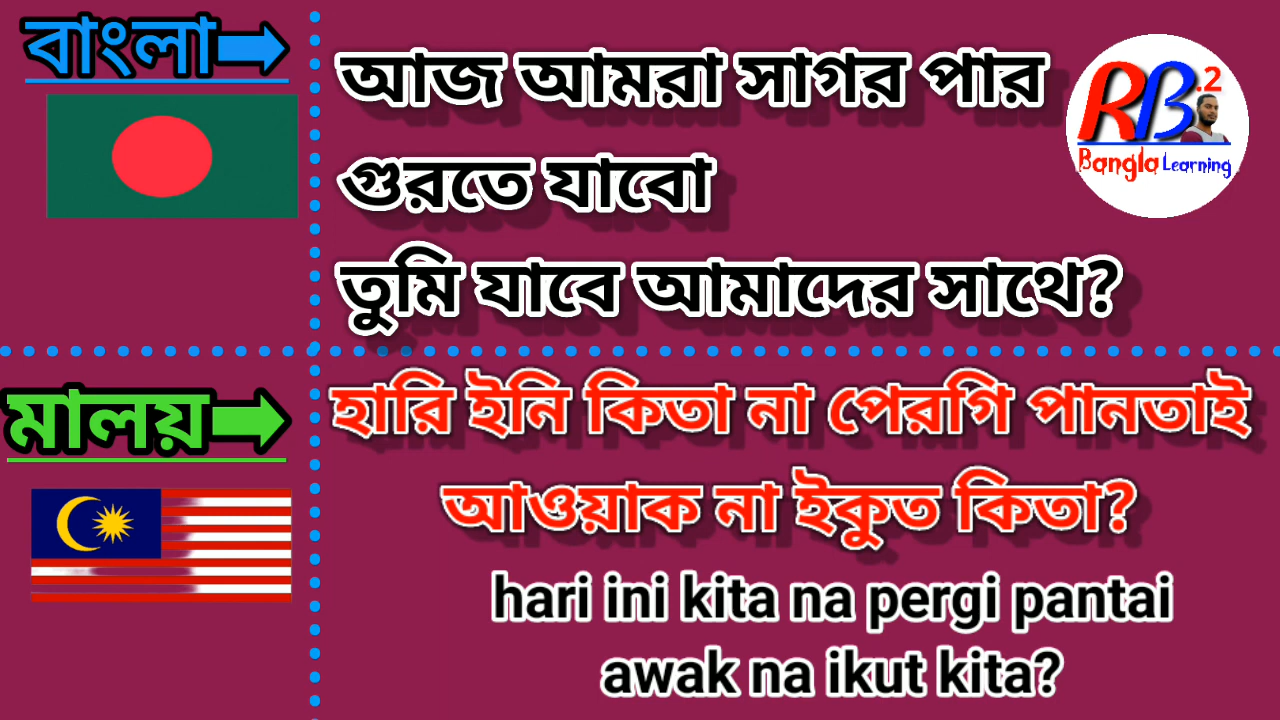 বাংলা
আজ আমরা সাগর পার
গুরতে যাবো
তুমি যাবে আমাদের সাথে?
RB.2
Bangla Learning
মালয়
হারি ইনি কিতা না পেরগি পানতাই
আওয়াক না ইকুত কিতা?
hari ini kita na pergi pantai
awak na ikut kita?